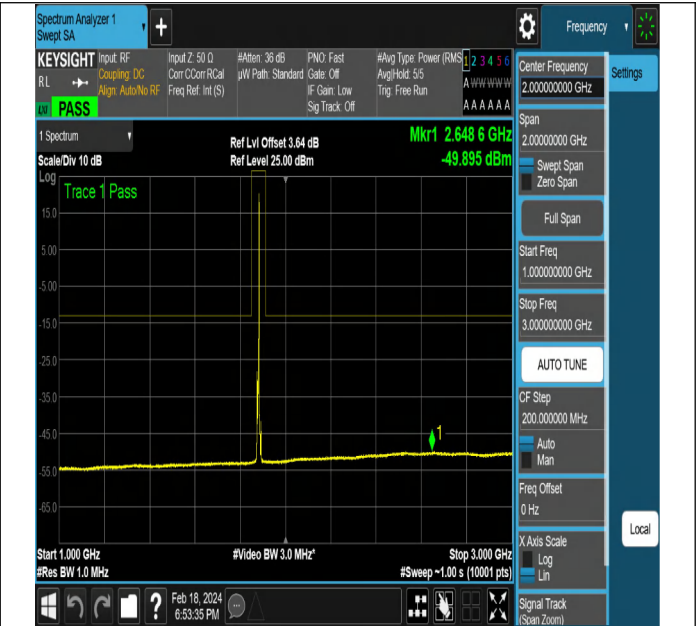 Spectrum Analyzer 1
Swept SA
+
Frequency
KEYSIGHT
RL
PASS
Input: RF
Coupling: DC
Align: Auto/No RF
Input Z: 50 Ω
Corr CCorr RCal
Freq Ref: Int (S)
#Atten: 36 dB
µW Path: Standard
PNO: Fast
Gate: Off
IF Gain: Low
Sig Track: Off
#Avg Type: Power (RMS
Avg|Hold: 5/5
Trig: Free Run
1 2 3 4 5 6
A W W W W W
A A A A A A
1 Spectrum
Scale/Div 10 dB
Ref Lvl Offset 3.64 dB
Ref Level 25.00 dBm
Mkr1 2.648 6 GHz
-49.895 dBm
Log
Trace 1 Pass
15.0
5.00
-5.00
-15.0
-25.0
-35.0
-45.0
-55.0
-65.0
1
Start 1.000 GHz
#Res BW 1.0 MHz
#Video BW 3.0 MHz*
Stop 3.000 GHz
#Sweep ~1.00 s (10001 pts)
Center Frequency
2.000000000 GHz
Settings
Span
2.00000000 GHz
Swept Span
Zero Span
Full Span
Start Freq
1.000000000 GHz
Stop Freq
3.000000000 GHz
AUTO TUNE
CF Step
200.000000 MHz
Auto
Man
Freq Offset
0 Hz
X Axis Scale
Log
Lin
Local
Signal Track
(Span Zoom)
?
Feb 18, 2024
6:53:35 PM